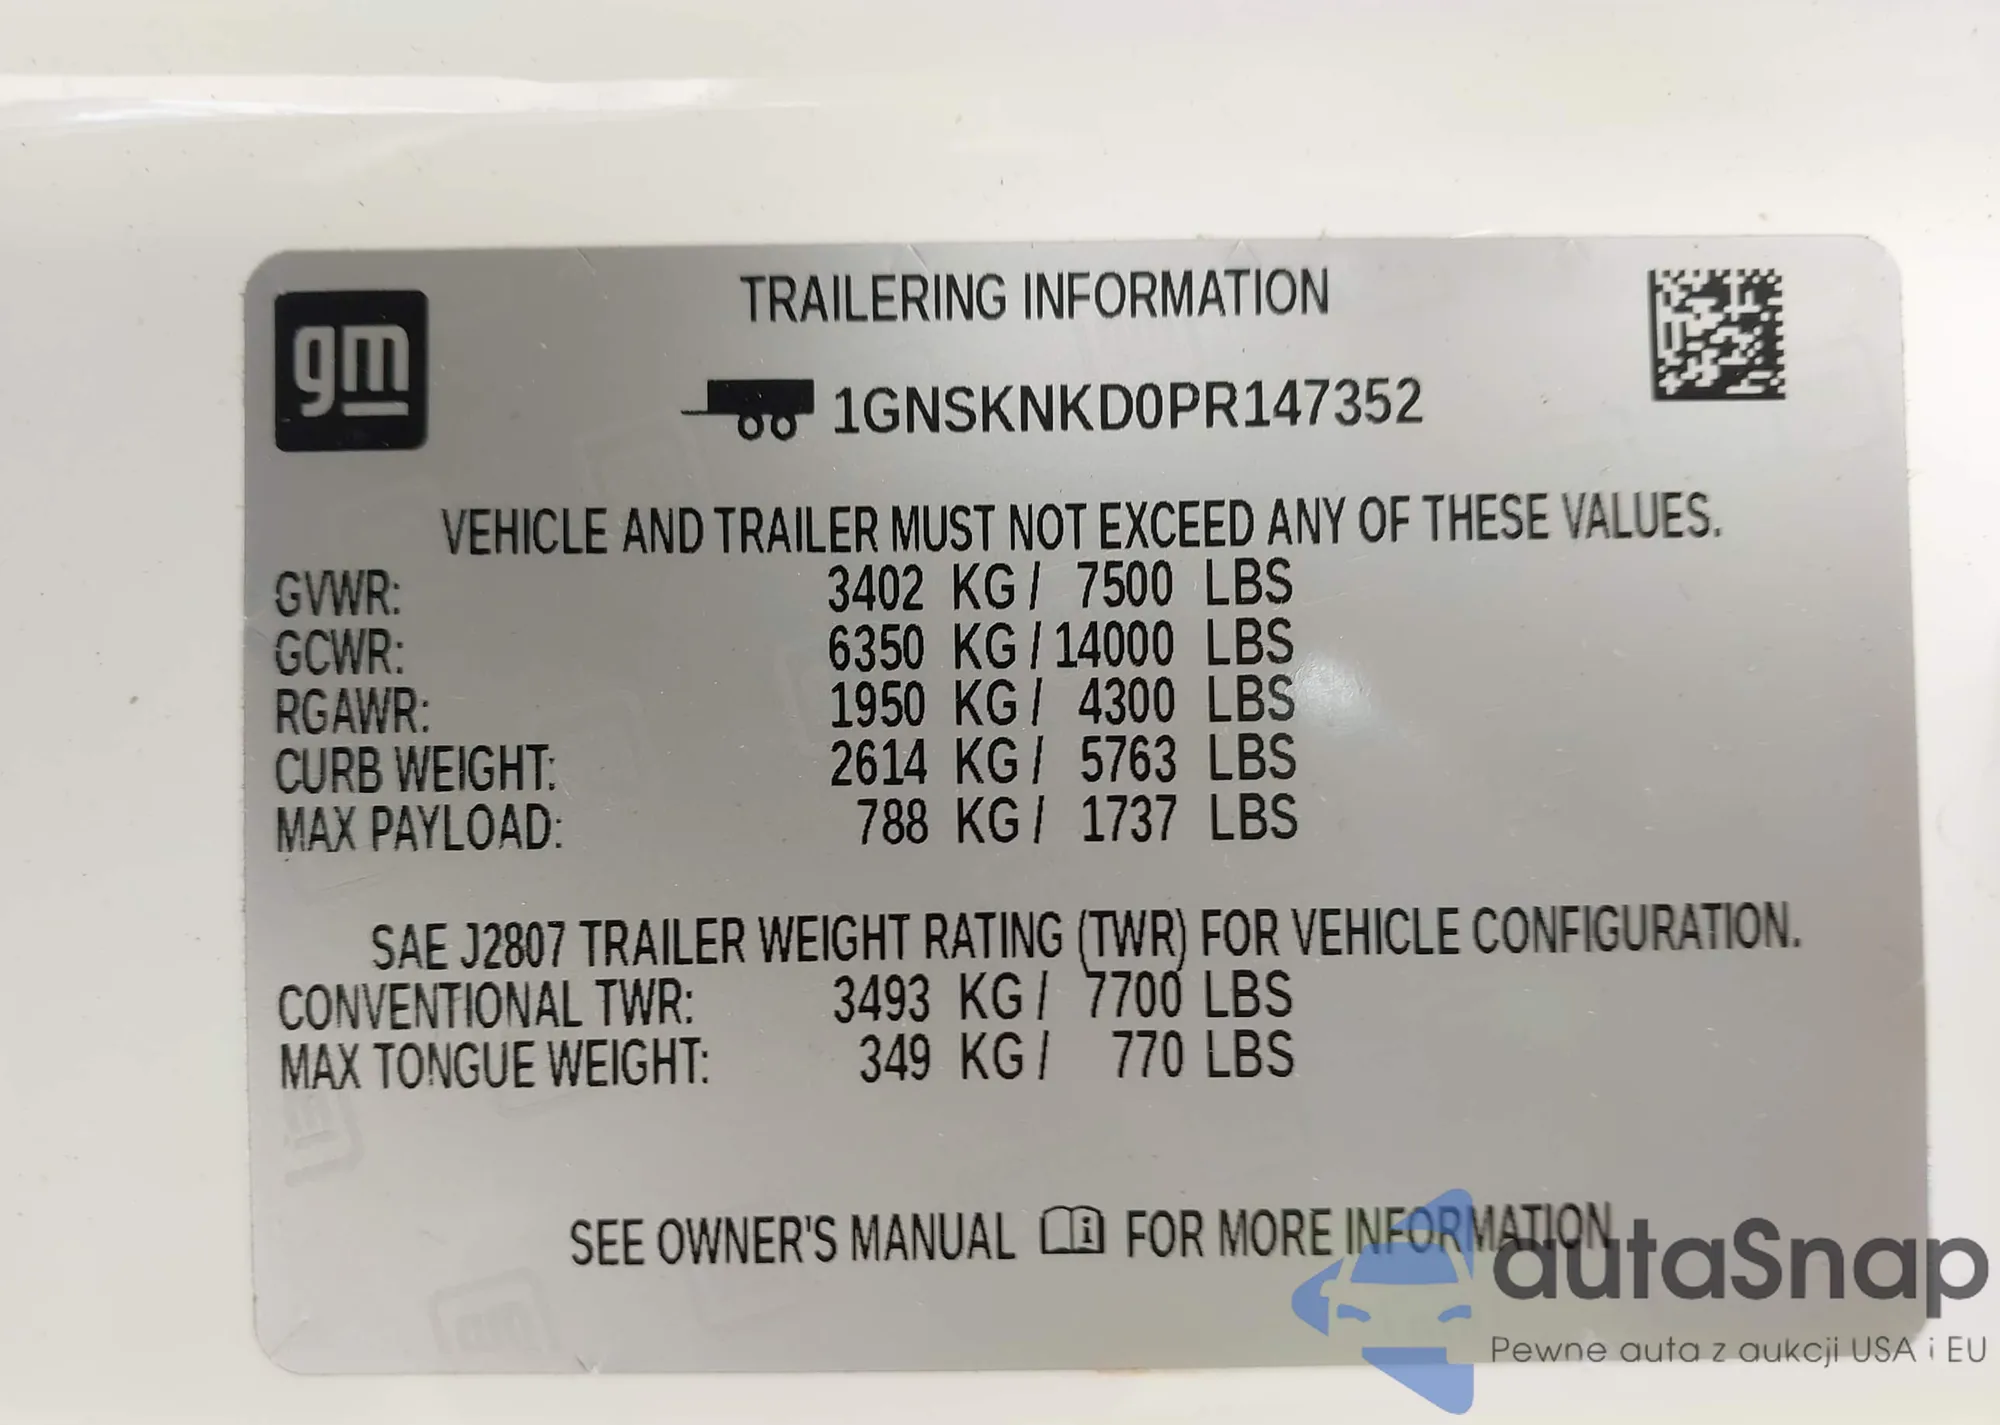 gm
TRAILERING INFORMATION
1GNSKNKD0PR147352
VEHICLE AND TRAILER MUST NOT EXCEED ANY OF THESE VALUES.
GVWR: 3402 KG / 7500 LBS
GCWR: 6350 KG / 14000 LBS
RGAWR: 1950 KG / 4300 LBS
CURB WEIGHT: 2614 KG / 5763 LBS
MAX PAYLOAD: 788 KG / 1737 LBS
SAE J2807 TRAILER WEIGHT RATING (TWR) FOR VEHICLE CONFIGURATION.
CONVENTIONAL TWR: 3493 KG / 7700 LBS
MAX TONGUE WEIGHT: 349 KG / 770 LBS
SEE OWNER'S MANUAL i FOR MORE INFORMATION
autaSnap
Pewne auta z aukcji USA i EU